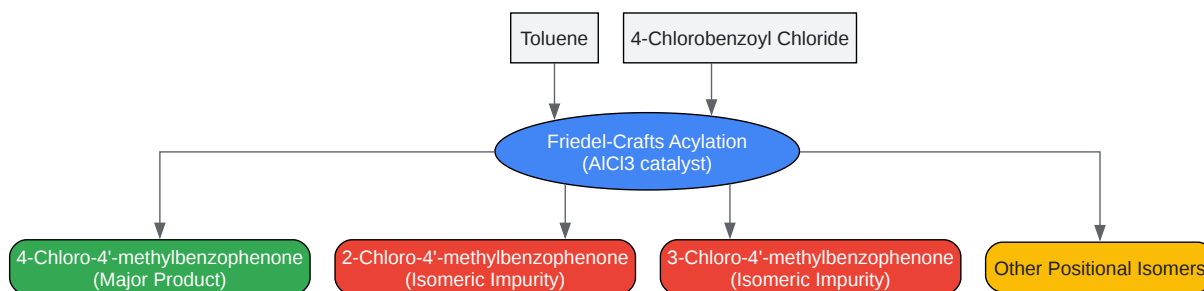 Toluene
4-Chlorobenzoyl Chloride
Friedel-Crafts Acylation
(AlCl3 catalyst)
4-Chloro-4'-methylbenzophenone
(Major Product)
2-Chloro-4'-methylbenzophenone
(Isomeric Impurity)
3-Chloro-4'-methylbenzophenone
(Isomeric Impurity)
Other Positional Isomers